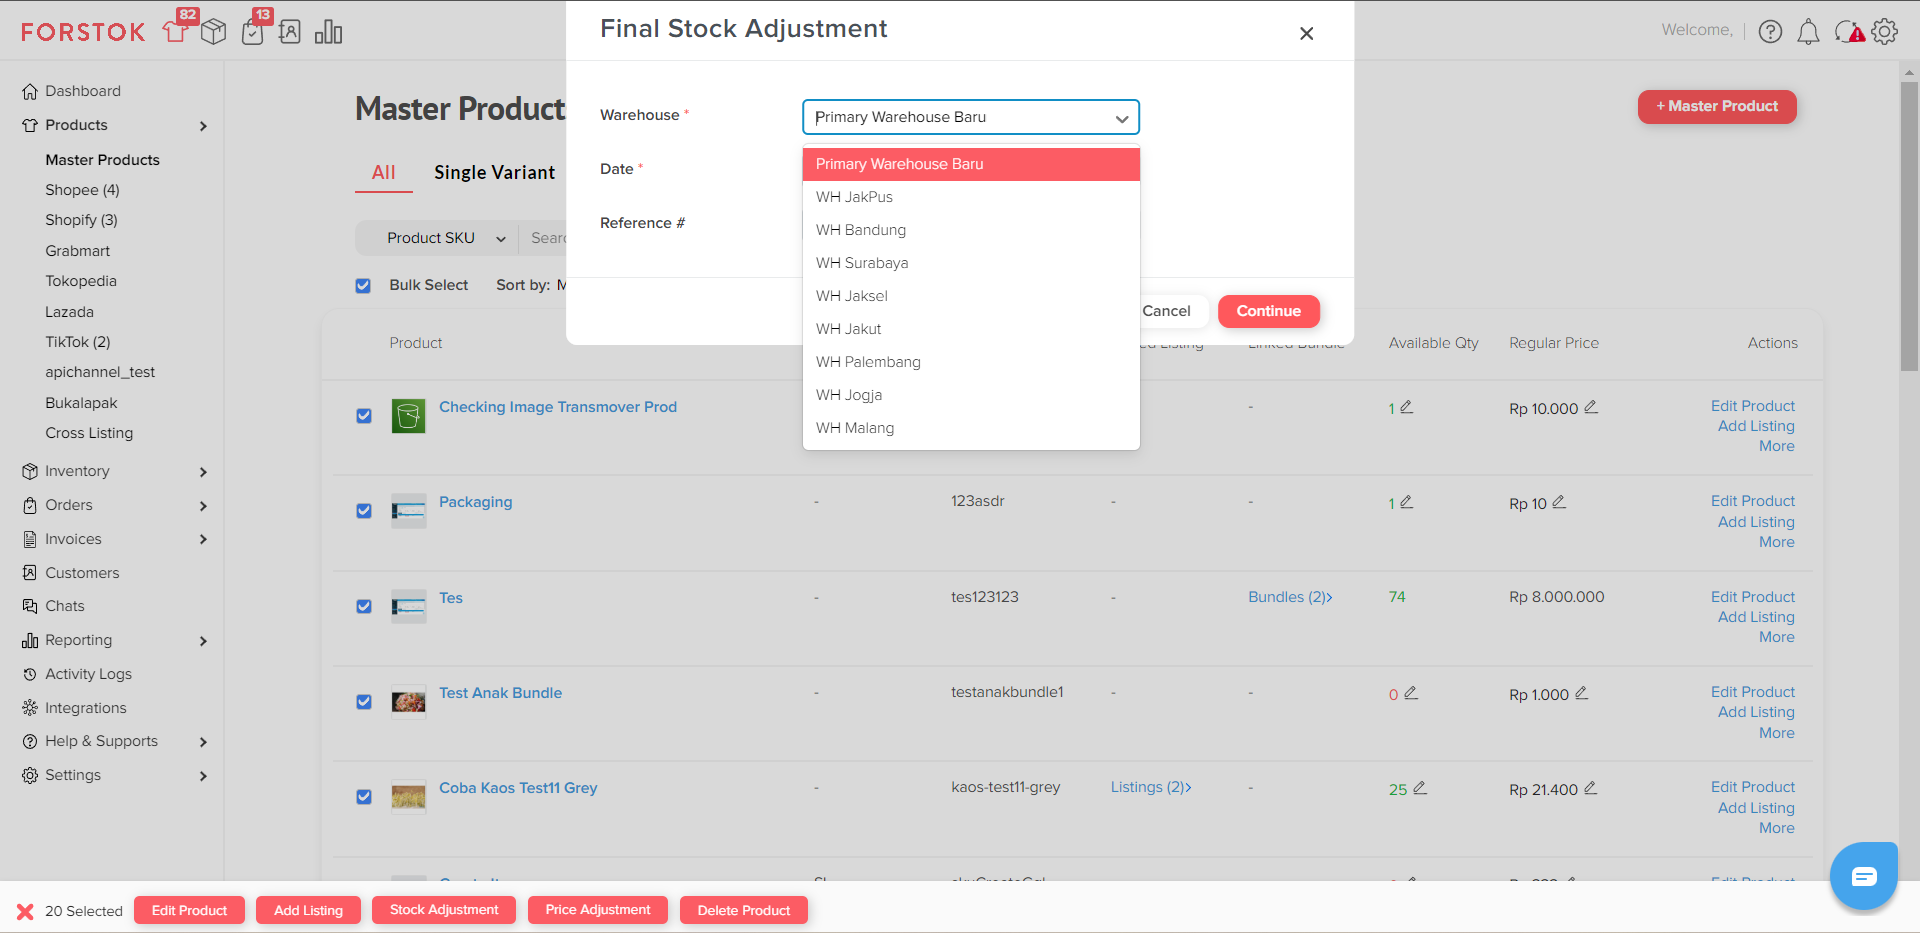 FORSTOK
82
13
Welcome,
Final Stock Adjustment
Warehouse *
Primary Warehouse Baru
Date *
Reference #
Primary Warehouse Baru
WH JakPus
WH Bandung
WH Surabaya
WH Jaksel
WH Jakut
WH Palembang
WH Jogja
WH Malang
Cancel
Continue
Dashboard
Products
Master Products
Shopee (4)
Shopify (3)
Grabmart
Tokopedia
Lazada
TikTok (2)
apichannel_test
Bukalapak
Cross Listing
Inventory
Orders
Invoices
Customers
Chats
Reporting
Activity Logs
Integrations
Help & Supports
Settings
Master Product
+ Master Product
All
Single Variant
Product SKU
Bulk Select
Sort by:
Product
Available Qty
Regular Price
Actions
Checking Image Transmover Prod
-
1
Rp 10.000
Edit Product
Add Listing
More
Packaging
-
123asdr
-
-
1
Rp 10
Edit Product
Add Listing
More
Tes
-
tes123123
-
Bundles (2)
74
Rp 8.000.000
Edit Product
Add Listing
More
Test Anak Bundle
-
testanakbundle1
-
-
0
Rp 1.000
Edit Product
Add Listing
More
Coba Kaos Test11 Grey
-
kaos-test11-grey
Listings (2)
-
25
Rp 21.400
Edit Product
Add Listing
More
20 Selected
Edit Product
Add Listing
Stock Adjustment
Price Adjustment
Delete Product